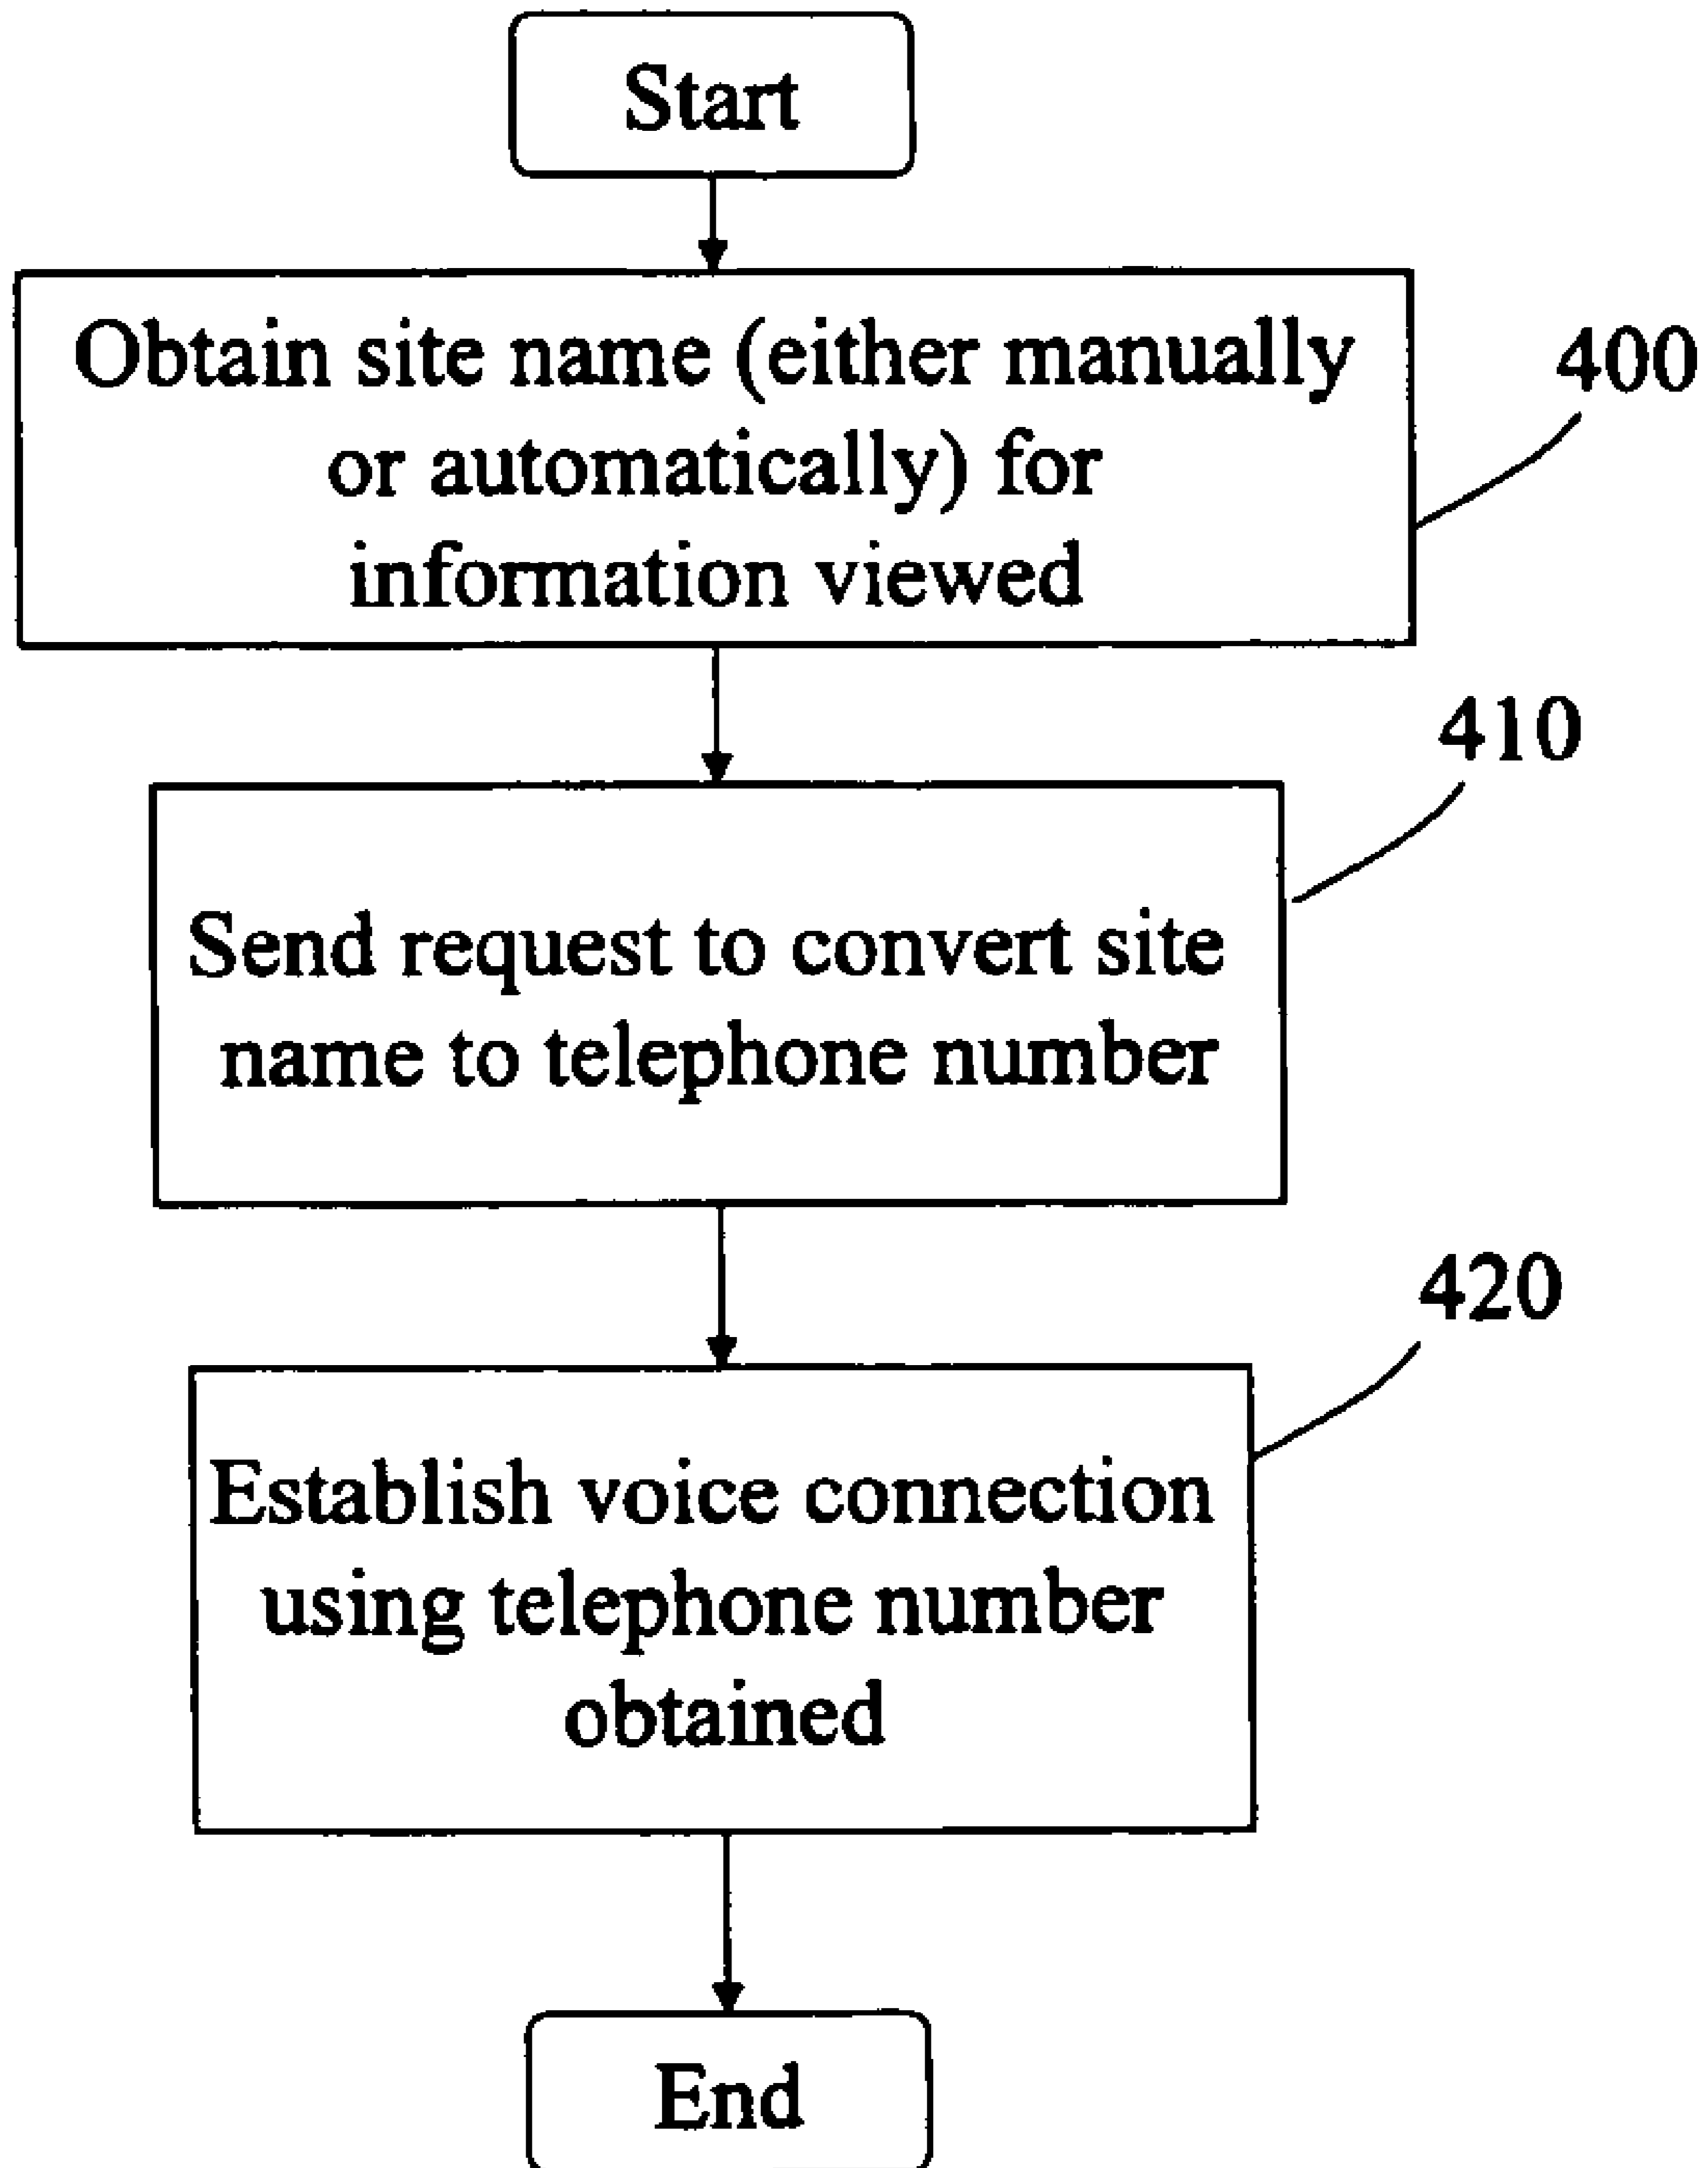 Start
Obtain site name (either manually
or automatically) for
information viewed
400
410
Send request to convert site
name to telephone number
420
Establish voice connection
using telephone number
obtained
End